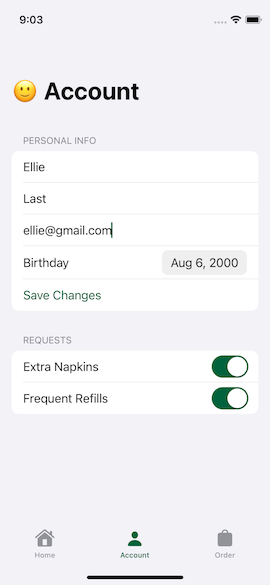 9:03
Account
PERSONAL INFO
Ellie
Last
ellie@gmail.com
Birthday Aug 6, 2000
Save Changes
REQUESTS
Extra Napkins
Frequent Refills
Home Account Order